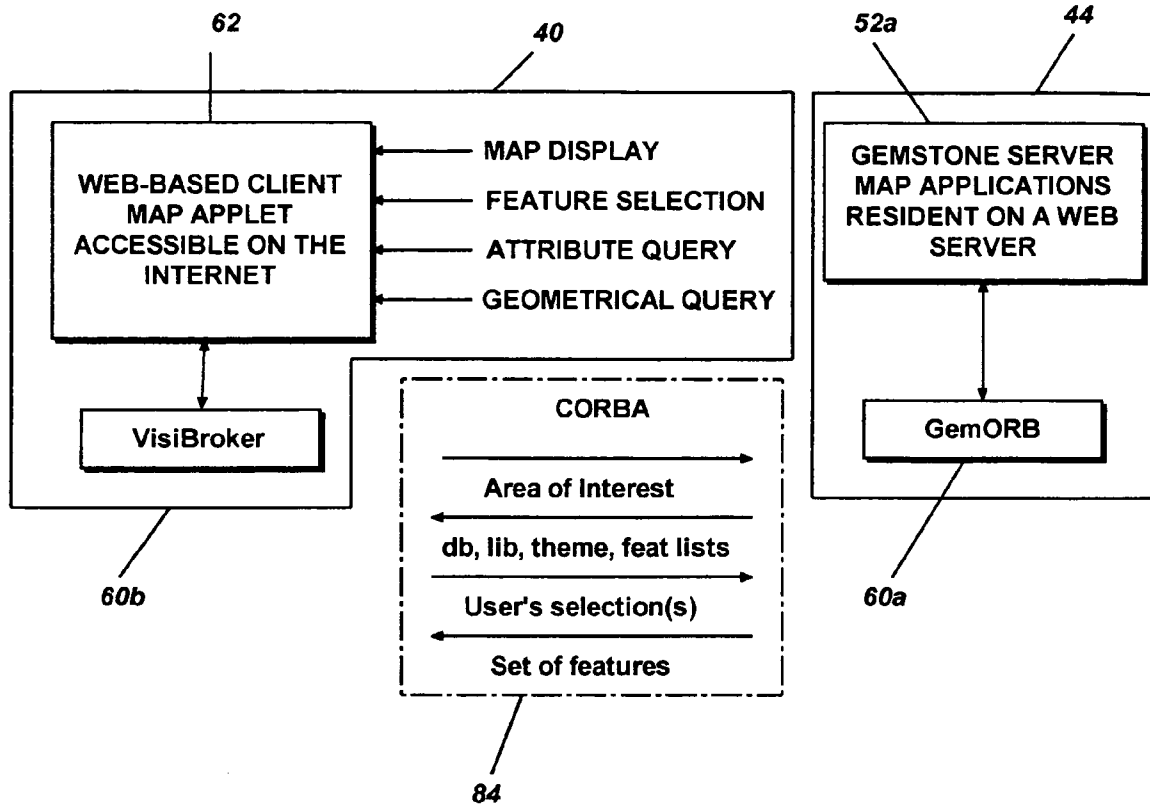 62
40
52a
44
WEB-BASED CLIENT
MAP APPLET
ACCESSIBLE ON THE
INTERNET
MAP DISPLAY
FEATURE SELECTION
ATTRIBUTE QUERY
GEOMETRICAL QUERY
GEMSTONE SERVER
MAP APPLICATIONS
RESIDENT ON A WEB
SERVER
VisiBroker
CORBA
Area of Interest
db, lib, theme, feat lists
User's selection(s)
Set of features
GemORB
60b
60a
84